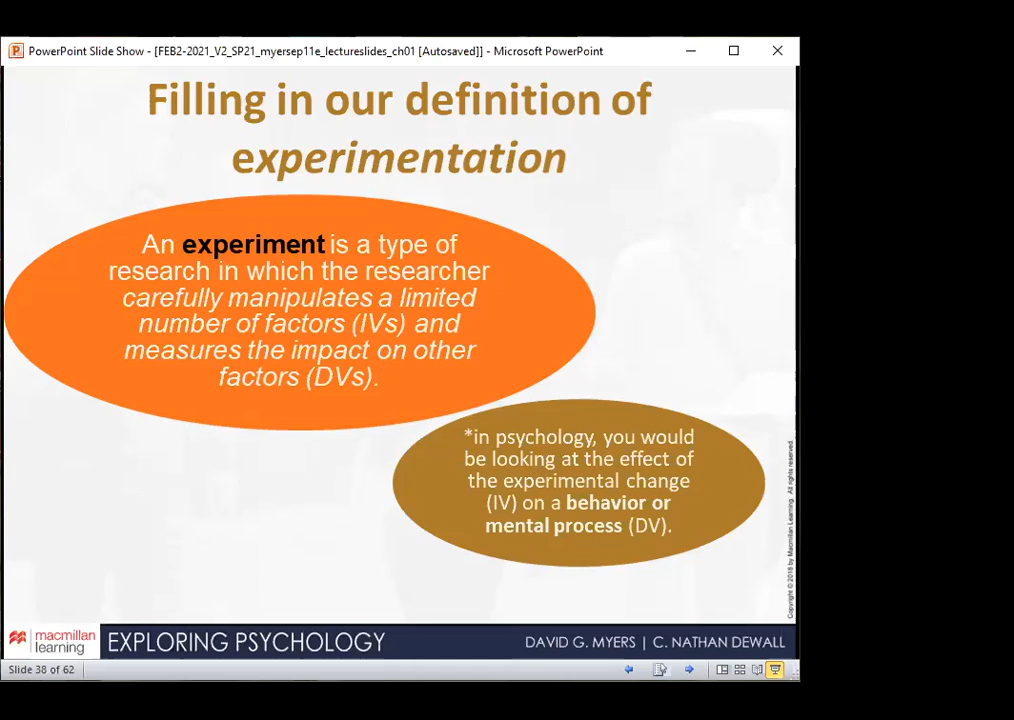 PowerPoint Slide Show - [FEB2-2021_V2_SP21_myersep11e_lectureslides_ch01 [Autosaved]] - Microsoft PowerPoint
Filling in our definition of
experimentation
An experiment is a type of
research in which the researcher
carefully manipulates a limited
number of factors (IVs) and
measures the impact on other
factors (DVs).
*in psychology, you would
be looking at the effect of
the experimental change
(IV) on a behavior or
mental process (DV).
Copyright © 2018 by Macmillan Learning. All rights reserved.
macmillan
learning
EXPLORING PSYCHOLOGY
DAVID G. MYERS | C. NATHAN DEWALL
Slide 38 of 62